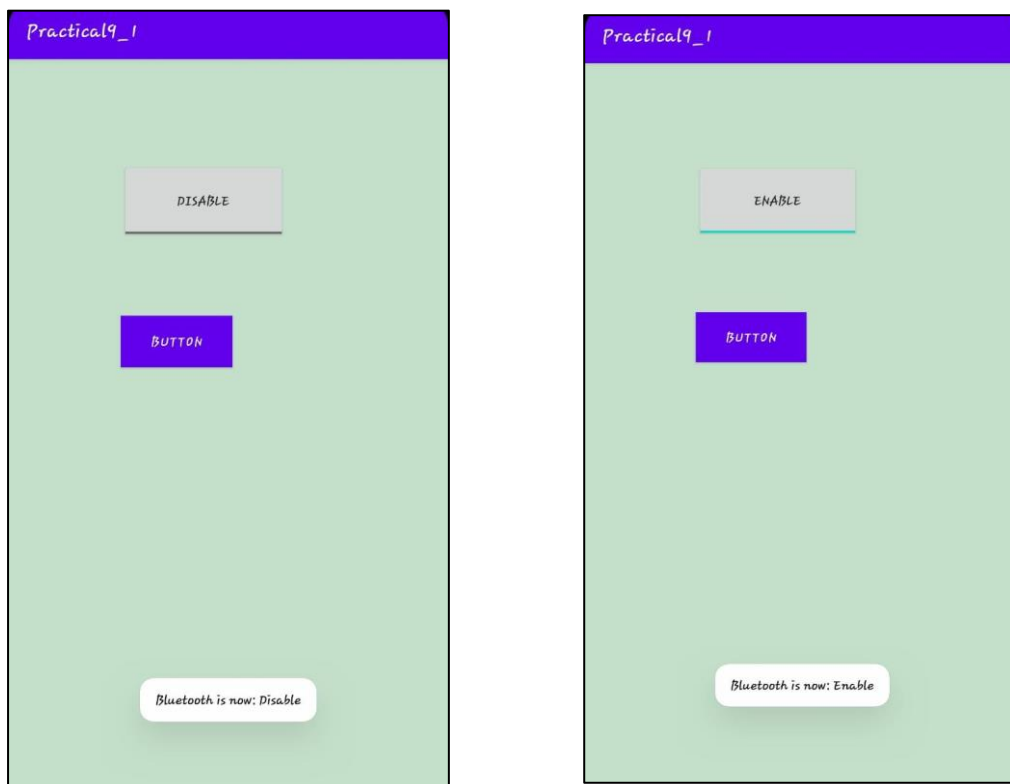 Practical9_1
DISABLE
BUTTON
Bluetooth is now: Disable
Practical9_1
ENABLE
BUTTON
Bluetooth is now: Enable